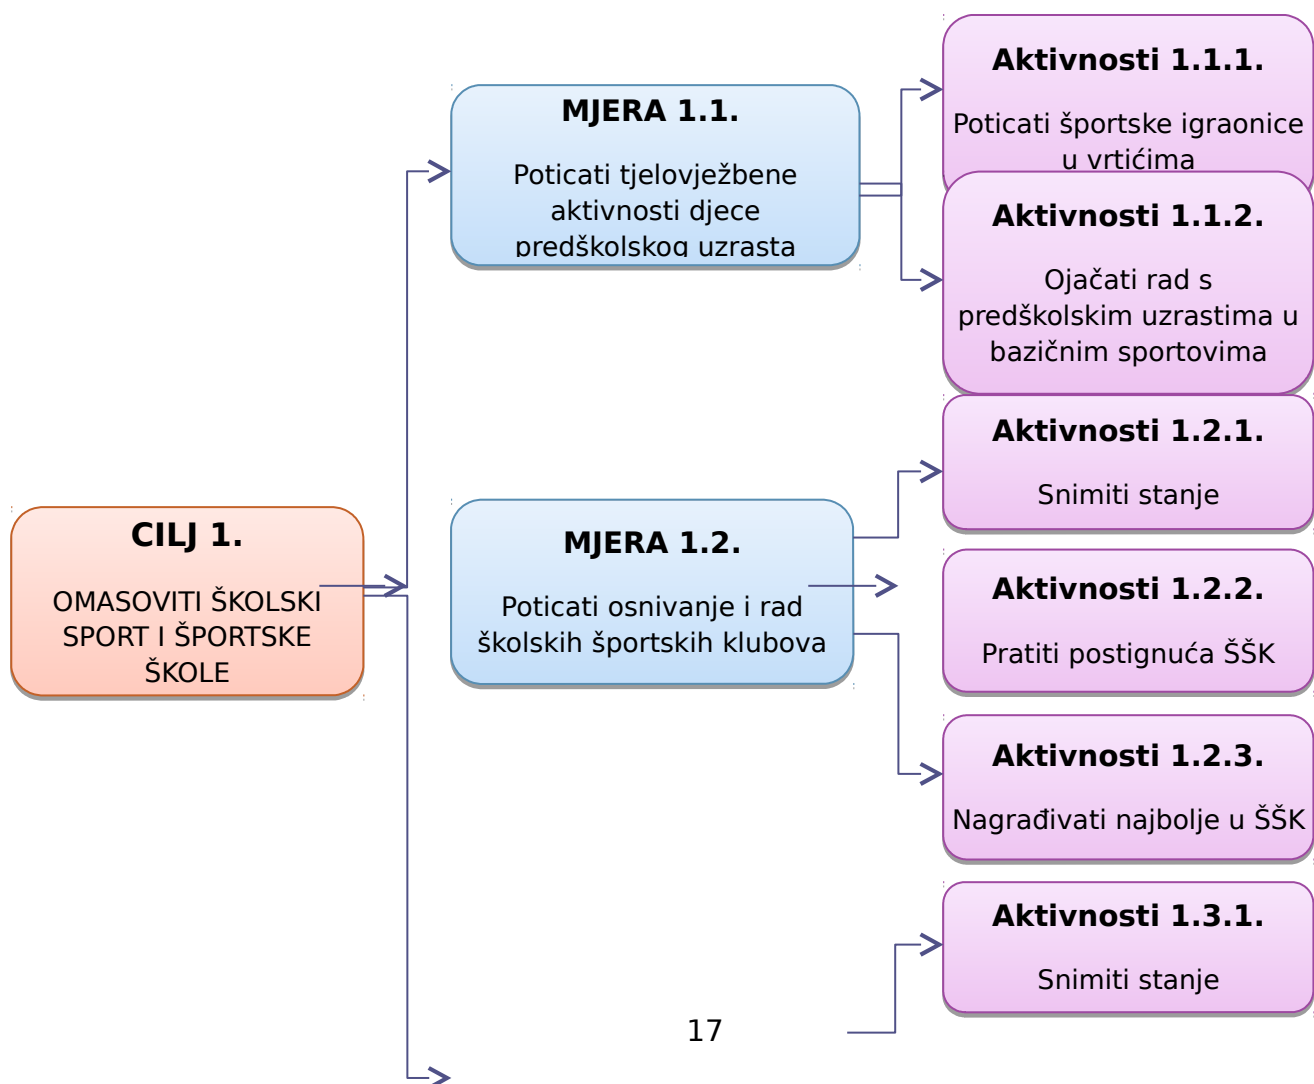 CILJ 1.
OMASOVITI ŠKOLSKI
SPORT I ŠPORTSKE
ŠKOLE
MJERA 1.1.
Poticati tjelovježbene
aktivnosti djece
predškolskog uzrasta
Aktivnosti 1.1.1.
Poticati športske igraonice
u vrtićima
Aktivnosti 1.1.2.
Ojačati rad s
predškolskim uzrastima u
bazičnim sportovima
MJERA 1.2.
Poticati osnivanje i rad
školskih športskih klubova
Aktivnosti 1.2.1.
Snimiti stanje
Aktivnosti 1.2.2.
Pratiti postignuća ŠŠK
Aktivnosti 1.2.3.
Nagrađivati najbolje u ŠŠK
Aktivnosti 1.3.1.
Snimiti stanje
17